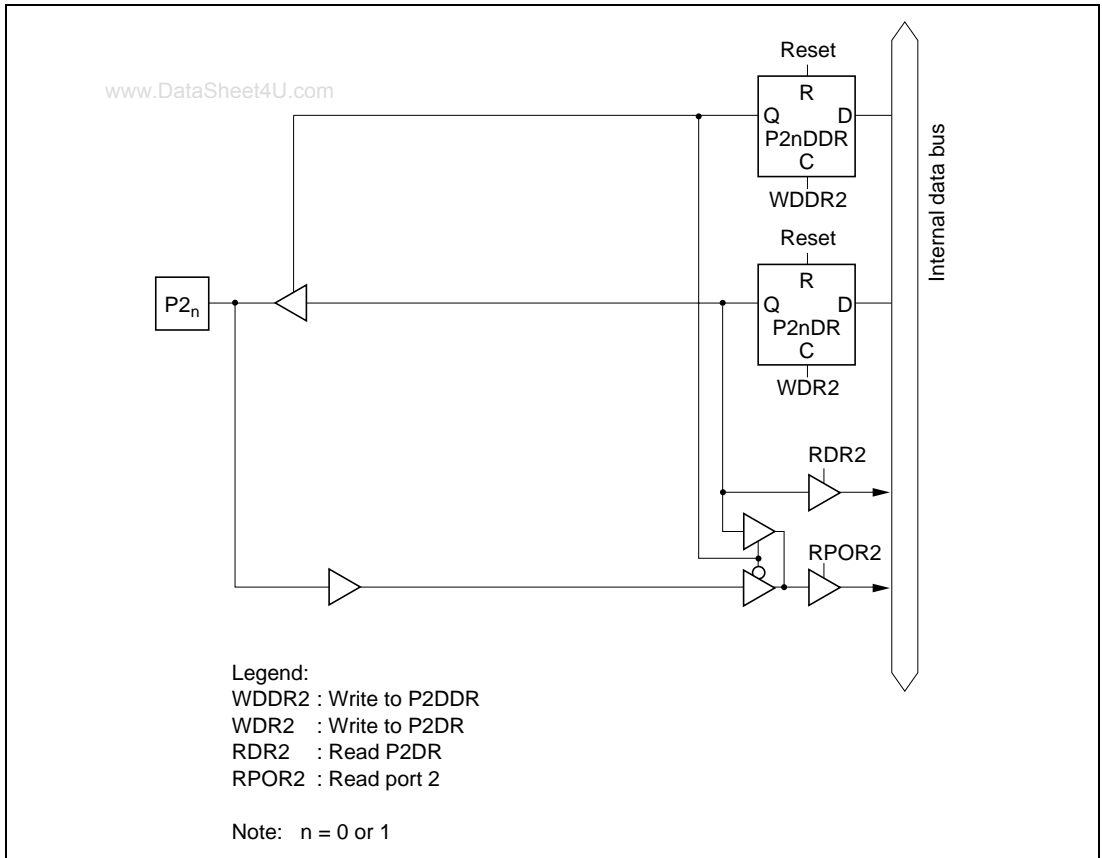 www.DataSheet4U.com
Reset
R
Q D
P2nDDR
C
WDDR2
Internal data bus
Reset
R
Q D
P2nDR
C
WDR2
P2n
RDR2
RPOR2
Legend:
WDDR2 : Write to P2DDR
WDR2 : Write to P2DR
RDR2 : Read P2DR
RPOR2 : Read port 2
Note: n = 0 or 1